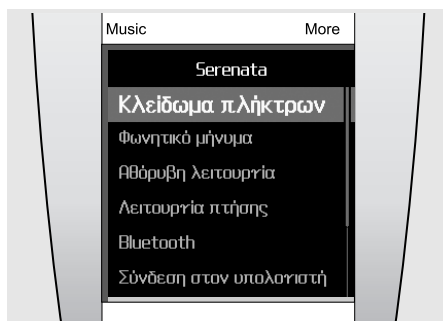 Music More
Serenata
Κλείδωμα πλήκτρων
Φωνητικό μήνυμα
Αθόρυβη λειτουργία
Λειτουργία πτήσης
Bluetooth
Σύνδεση στον υπολογιστή